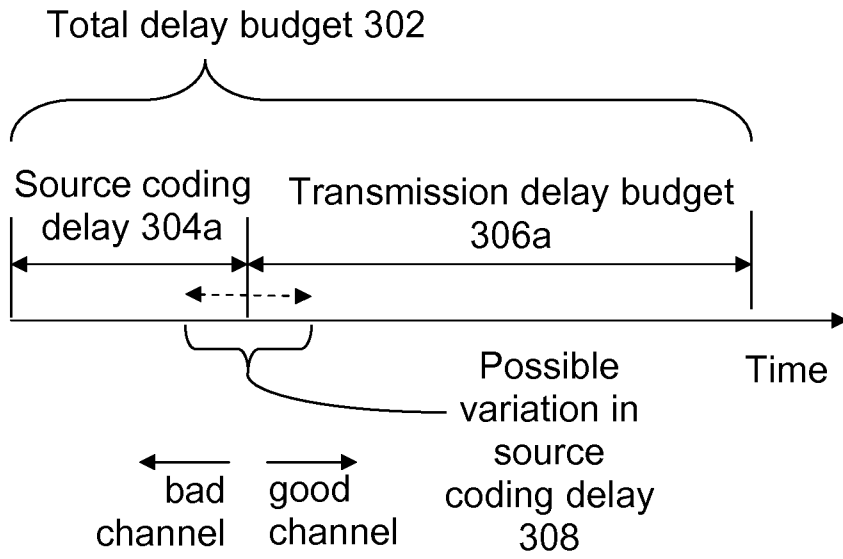 Total delay budget 302
Source coding
delay 304a
Transmission delay budget
306a
Possible
variation in
source
coding delay
308
Time
bad
channel
good
channel